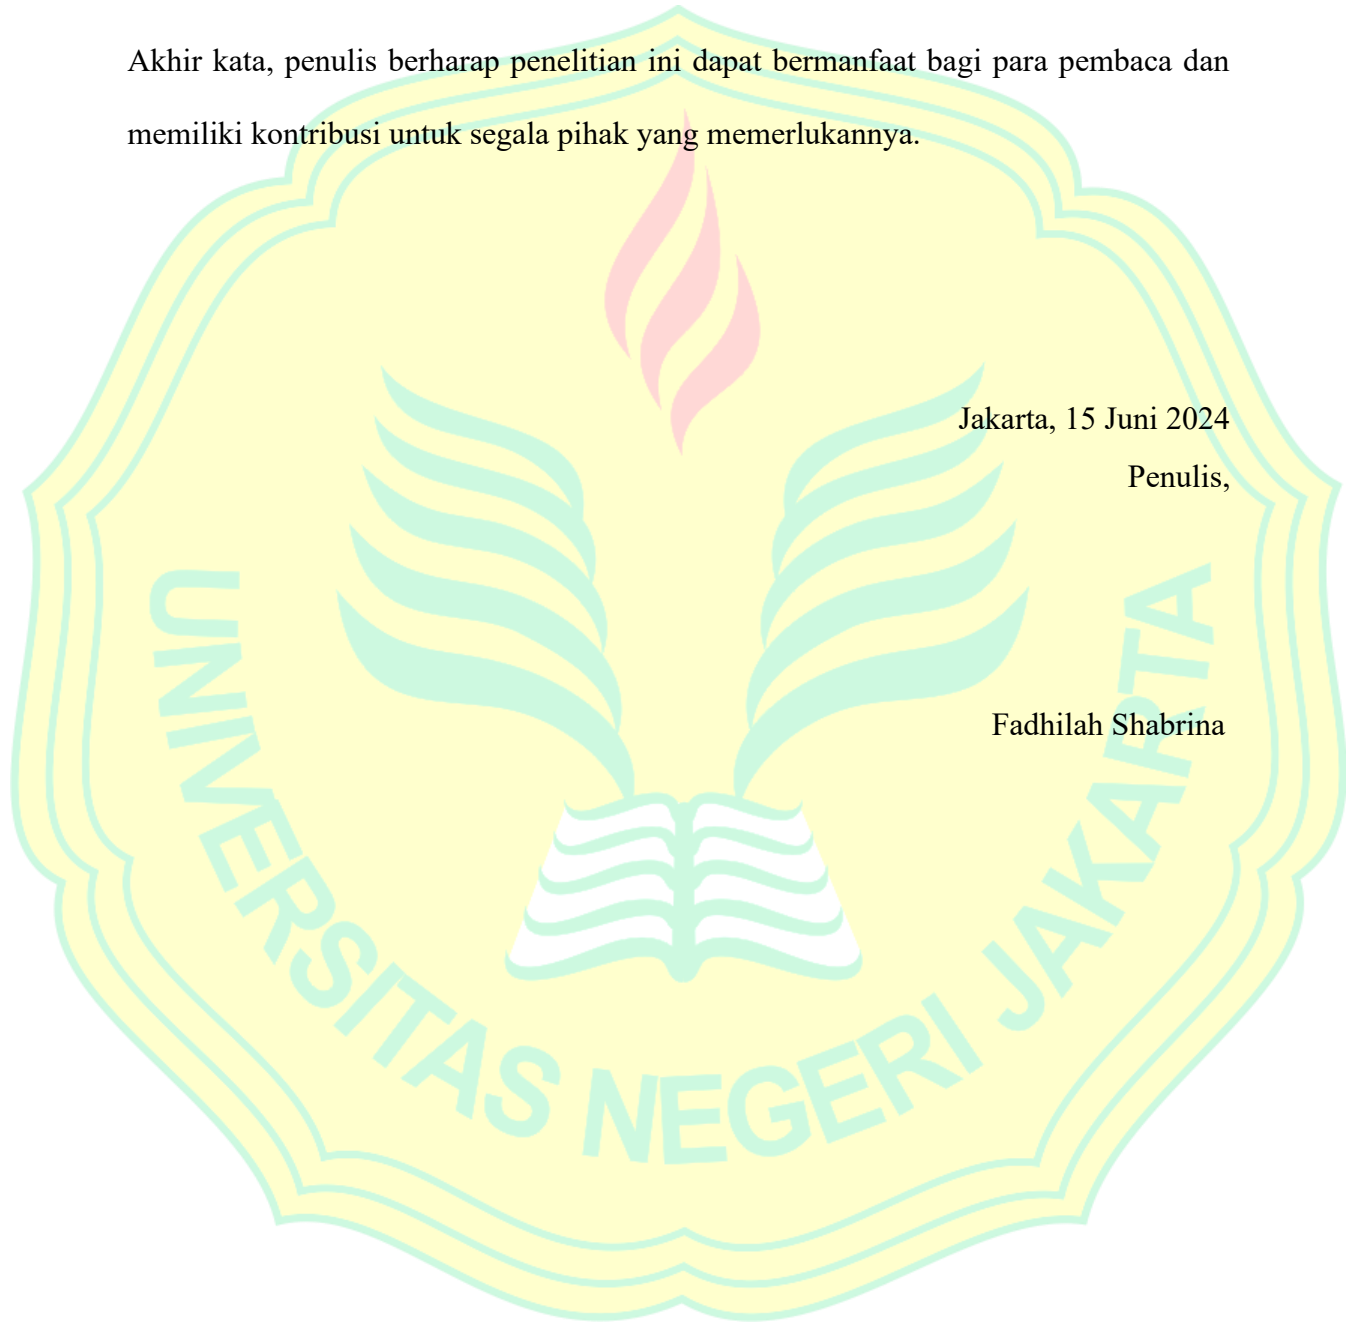 Akhir kata, penulis berharap penelitian ini dapat bermanfaat bagi para pembaca dan
memiliki kontribusi untuk segala pihak yang memerlukannya.
Jakarta, 15 Juni 2024
Penulis,
Fadhilah Shabrina
UNIVERSITAS NEGERI JAKARTA